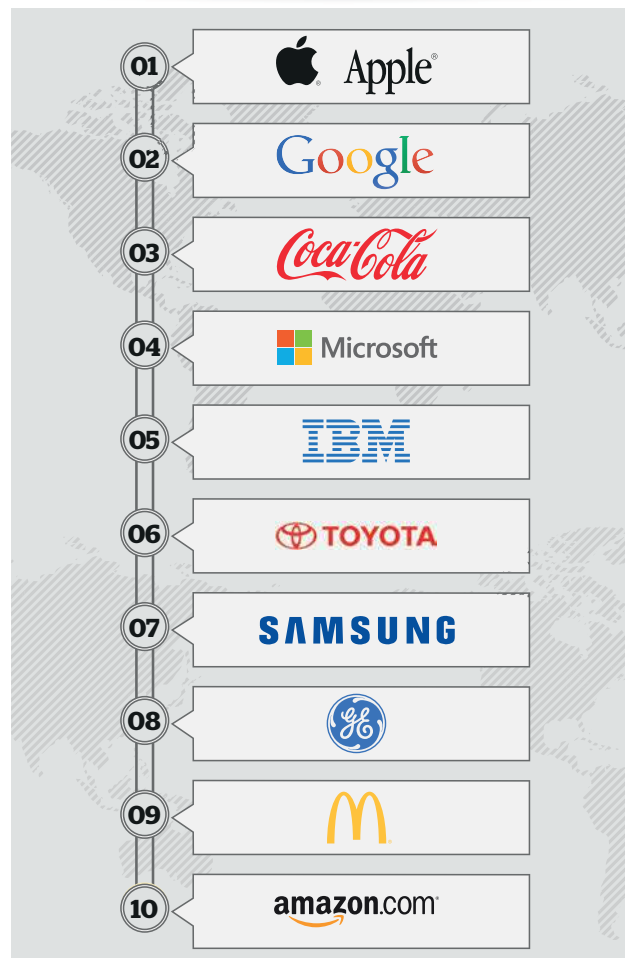 01
Apple®
02
Google
03
Coca-Cola
04
Microsoft
05
IBM
06
TOYOTA
07
SAMSUNG
08
GE
09
M
10
amazon.com®